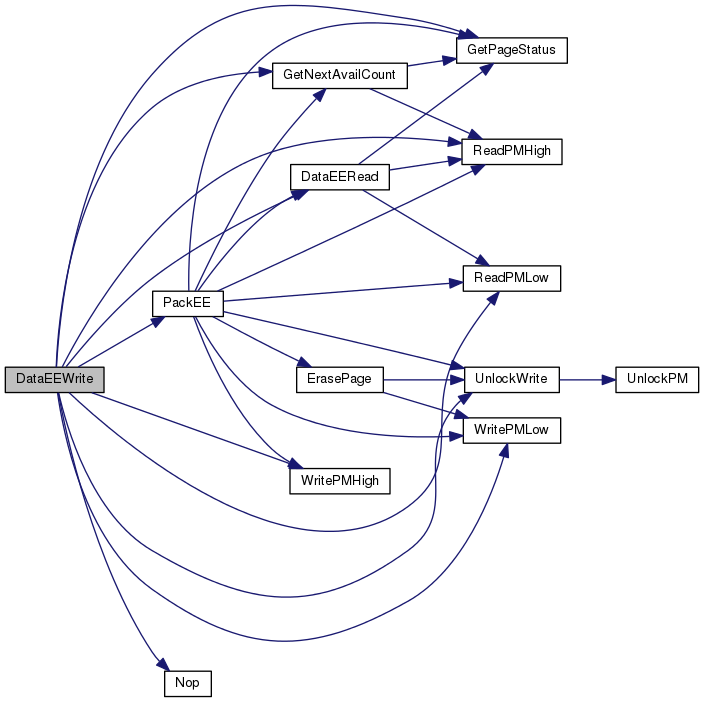 GetPageStatus
GetNextAvailCount
ReadPMHigh
DataEERead
ReadPMLow
PackEE
DataEEWrite
ErasePage
UnlockWrite
UnlockPM
WritePMLow
WritePMHigh
Nop